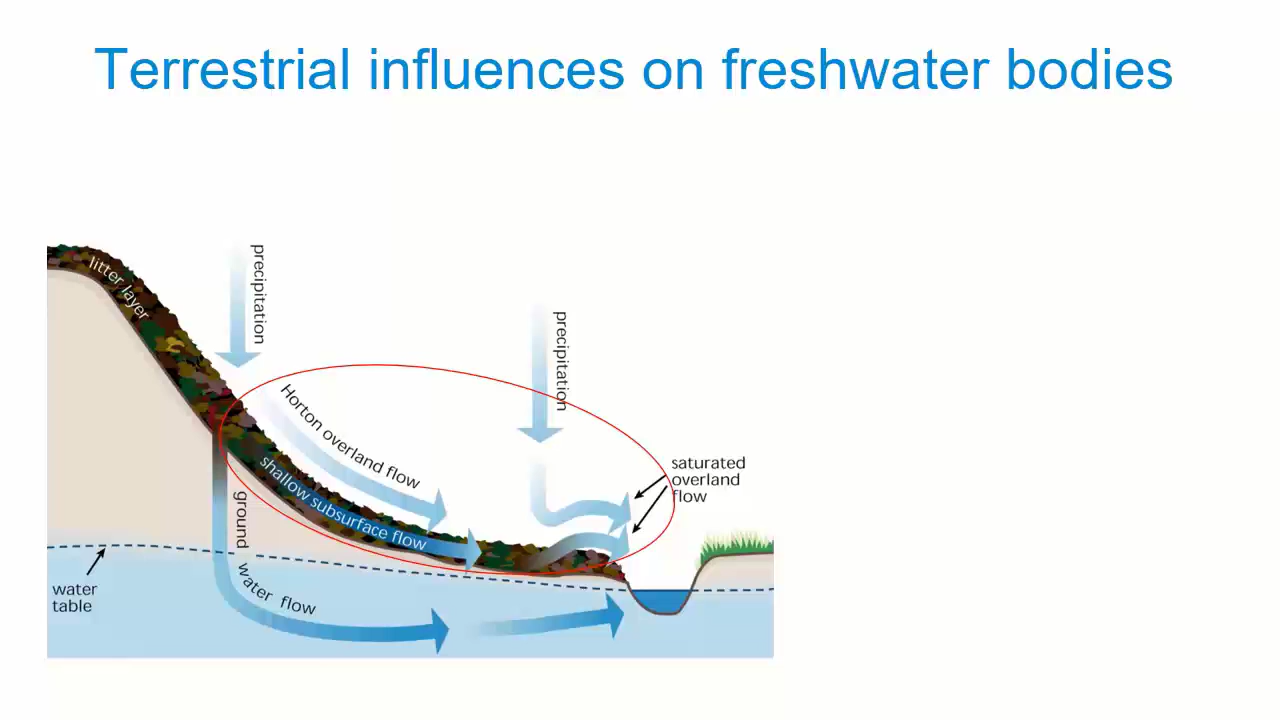 Terrestrial influences on freshwater bodies
precipitation
litter layer
precipitation
Horton overland flow
saturated
overland
flow
shallow subsurface flow
ground water flow
water
table